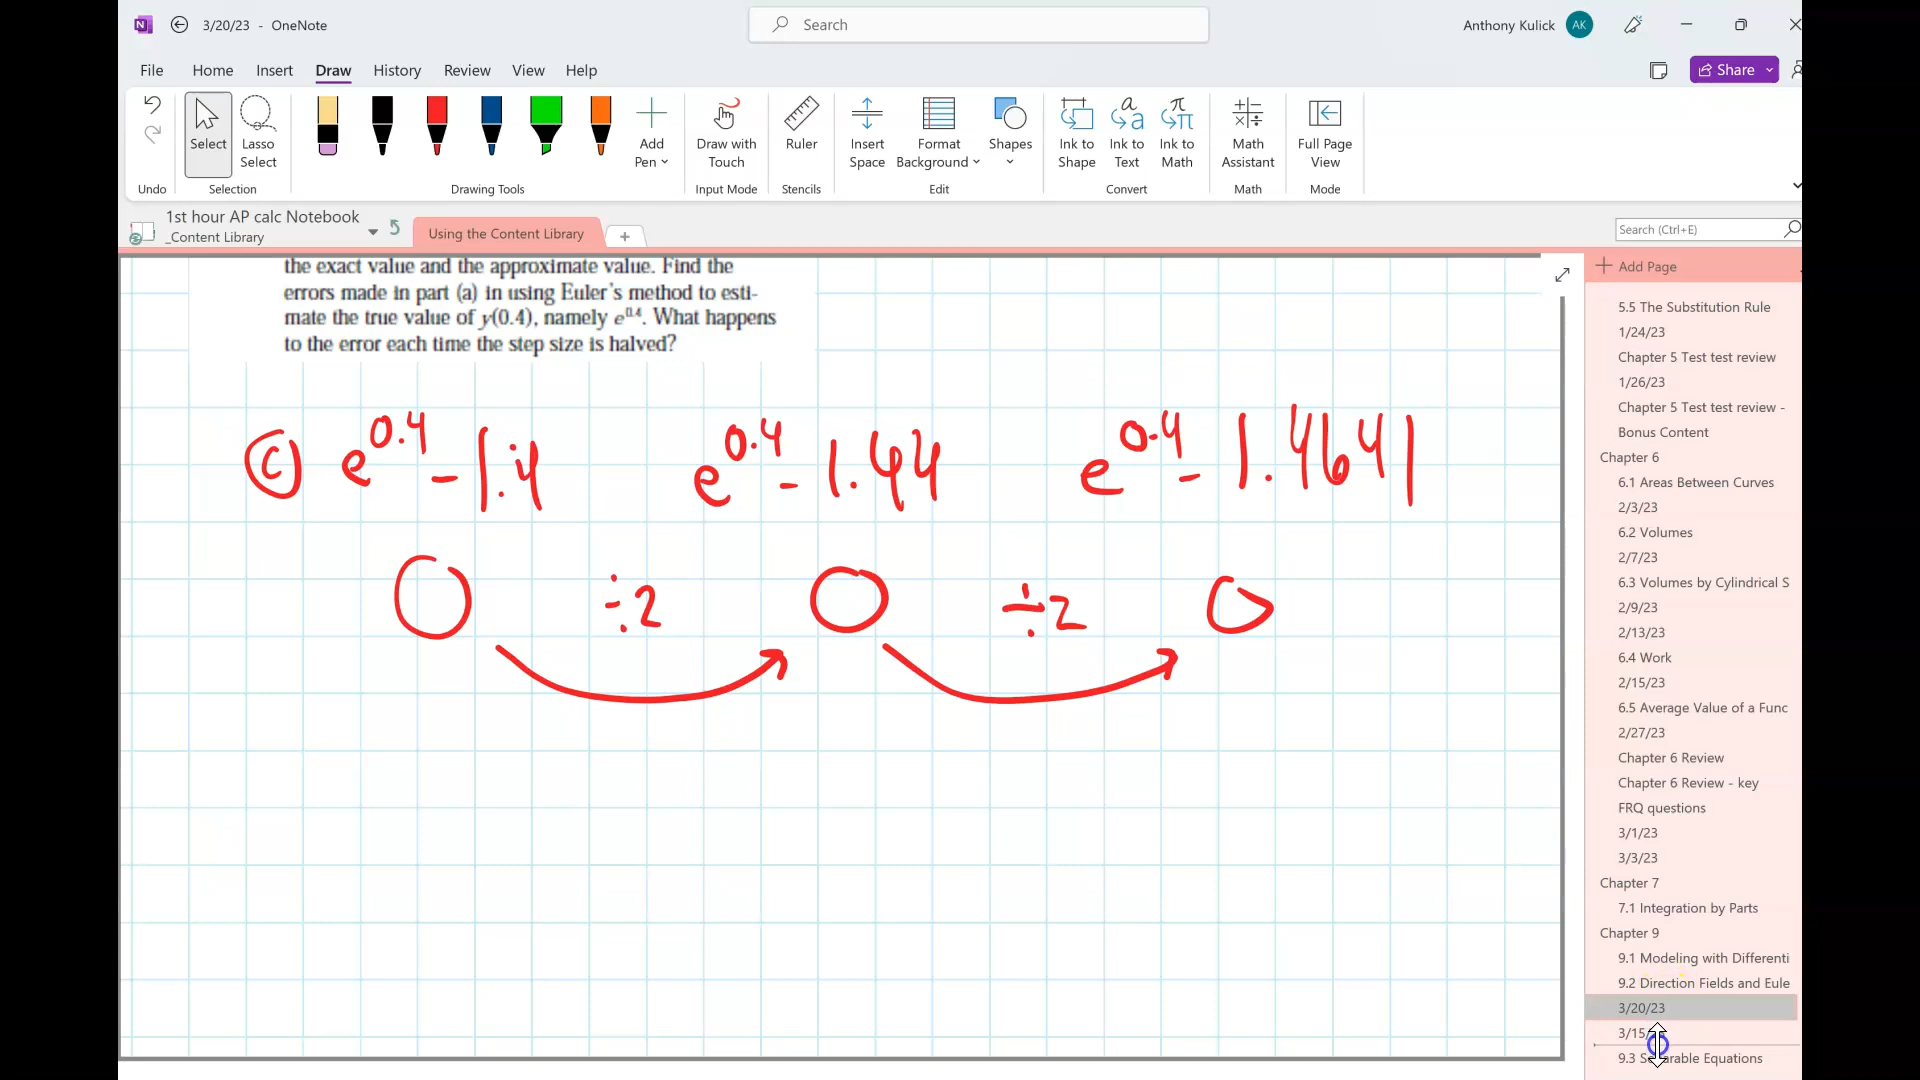 3/20/23 - OneNote
Search
Anthony Kulick
AK
File Home Insert Draw History Review View Help
Share
Undo
Select
Lasso Select
Selection
Drawing Tools
Add Pen
Draw with Touch
Input Mode
Ruler
Stencils
Insert Space
Format Background
Shapes
Edit
Ink to Shape
Ink to Text
Ink to Math
Convert
Math Assistant
Math
Full Page View
Mode
1st hour AP calc Notebook
_Content Library
Using the Content Library
Search (Ctrl+E)
the exact value and the approximate value. Find the
errors made in part (a) in using Euler's method to esti-
mate the true value of y(0.4), namely e^0.4. What happens
to the error each time the step size is halved?
(c) e^0.4 - 1.4 e^0.4 - 1.44 e^0.4 - 1.4641
÷2 ÷2
Add Page
5.5 The Substitution Rule
1/24/23
Chapter 5 Test test review
1/26/23
Chapter 5 Test test review -
Bonus Content
Chapter 6
6.1 Areas Between Curves
2/3/23
6.2 Volumes
2/7/23
6.3 Volumes by Cylindrical S
2/9/23
2/13/23
6.4 Work
2/15/23
6.5 Average Value of a Func
2/27/23
Chapter 6 Review
Chapter 6 Review - key
FRQ questions
3/1/23
3/3/23
Chapter 7
7.1 Integration by Parts
Chapter 9
9.1 Modeling with Differenti
9.2 Direction Fields and Eule
3/20/23
3/15/
9.3 Separable Equations